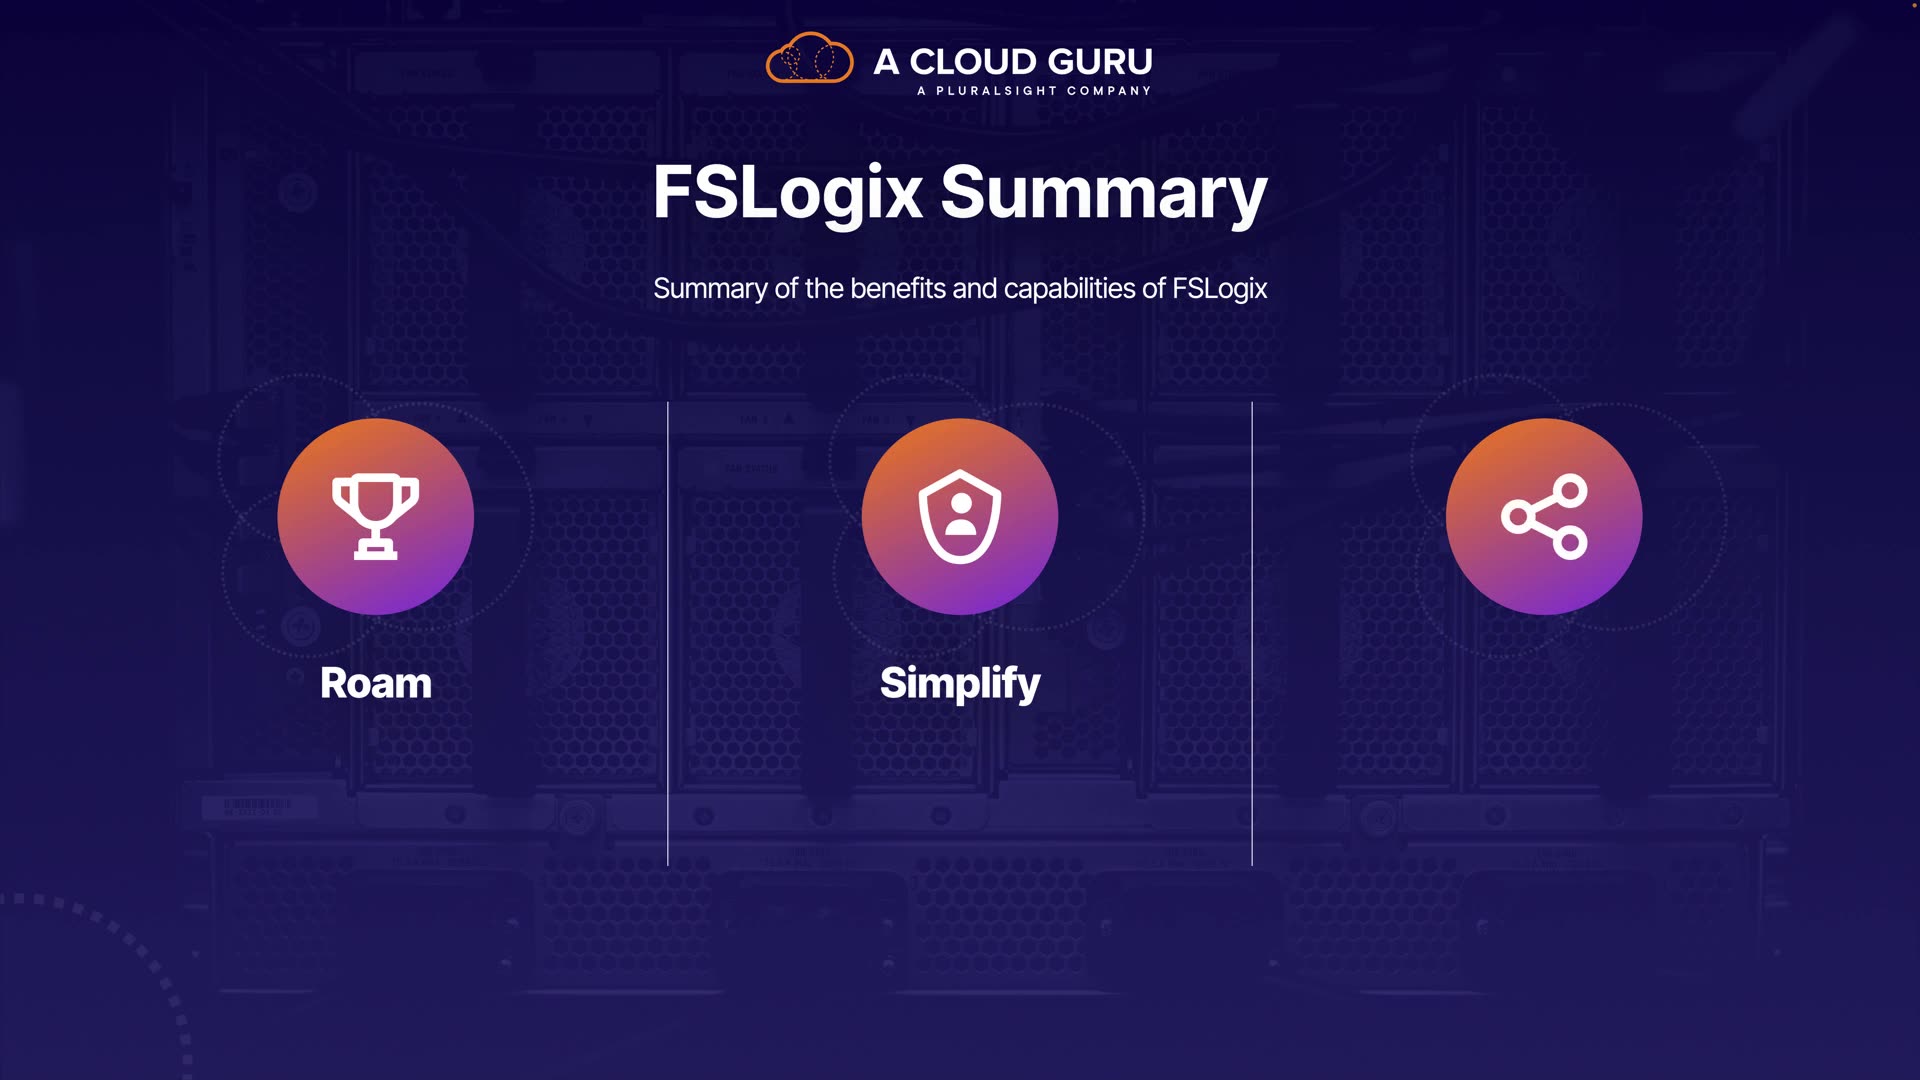 A CLOUD GURU
A PLURALSIGHT COMPANY
FSLogix Summary
Summary of the benefits and capabilities of FSLogix
Roam
Simplify